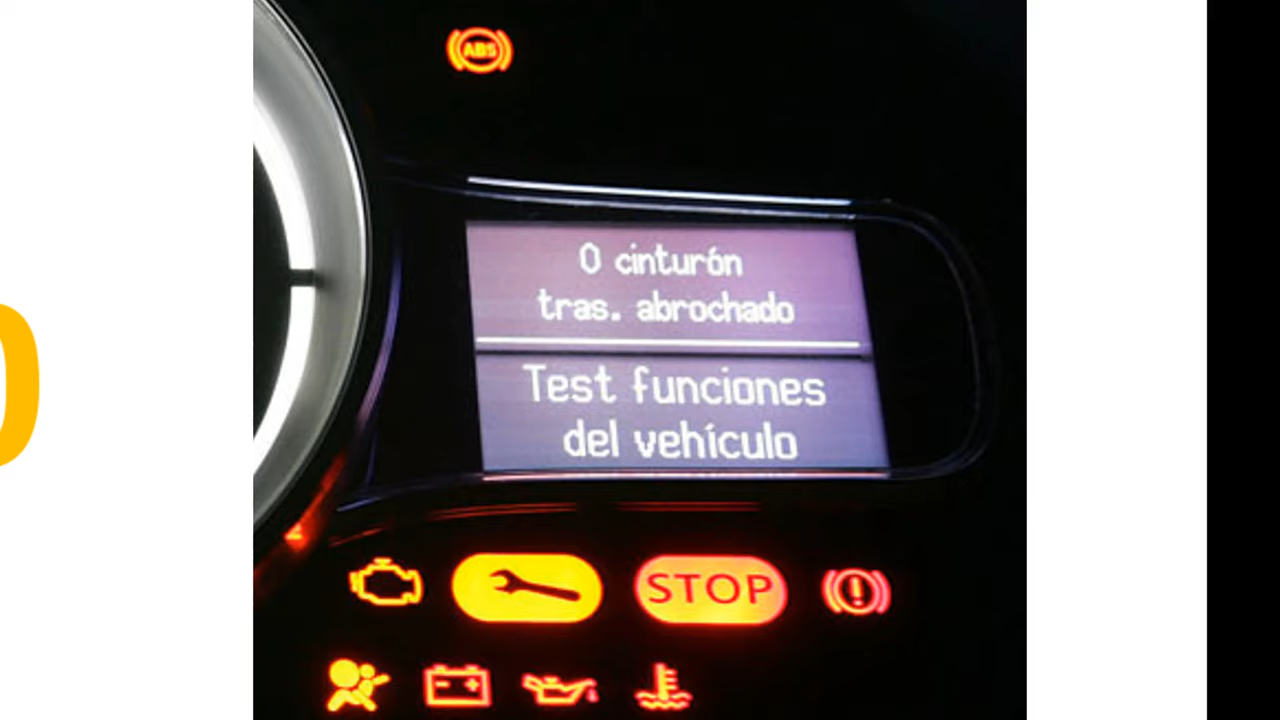 ABS
0 cinturón
tras. abrochado
Test funciones
del vehículo
STOP